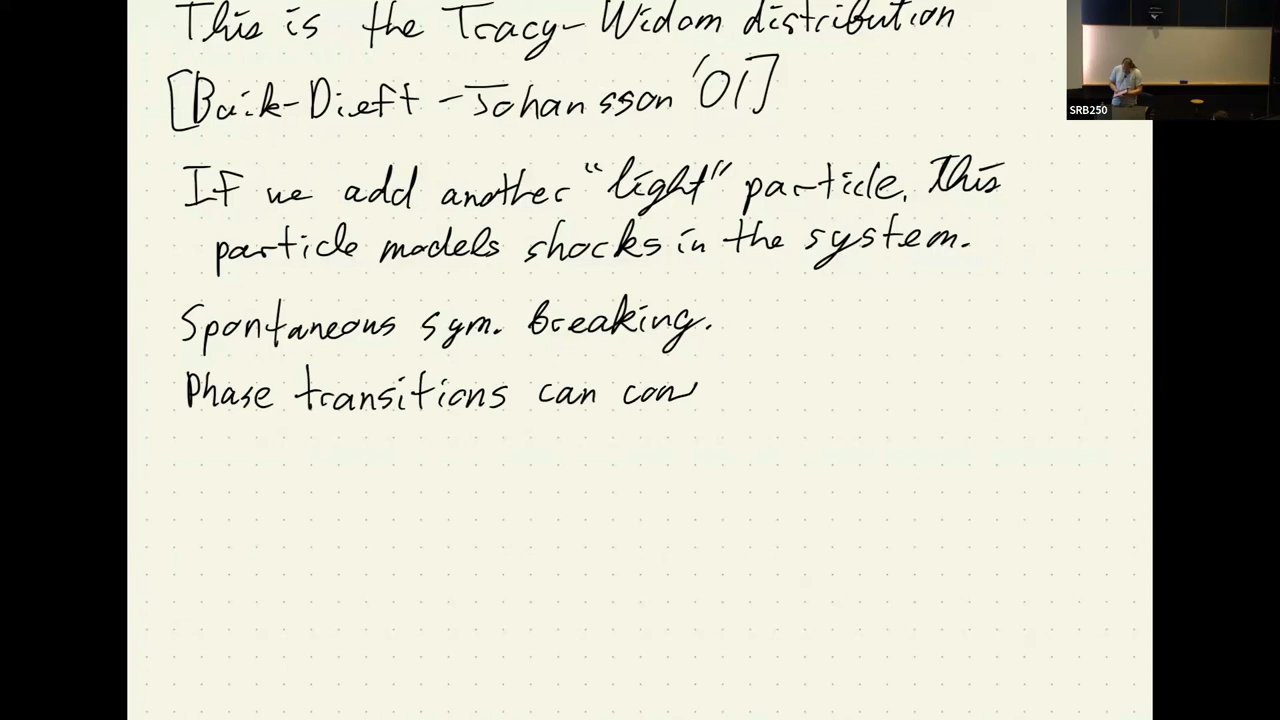 This is the Tracy-Widom distribution
[Baik-Dieft-Johansson '01]
If we add another "light" particle. This
particle models shocks in the system.
Spontaneous sym. breaking.
Phase transitions can con
SRB250